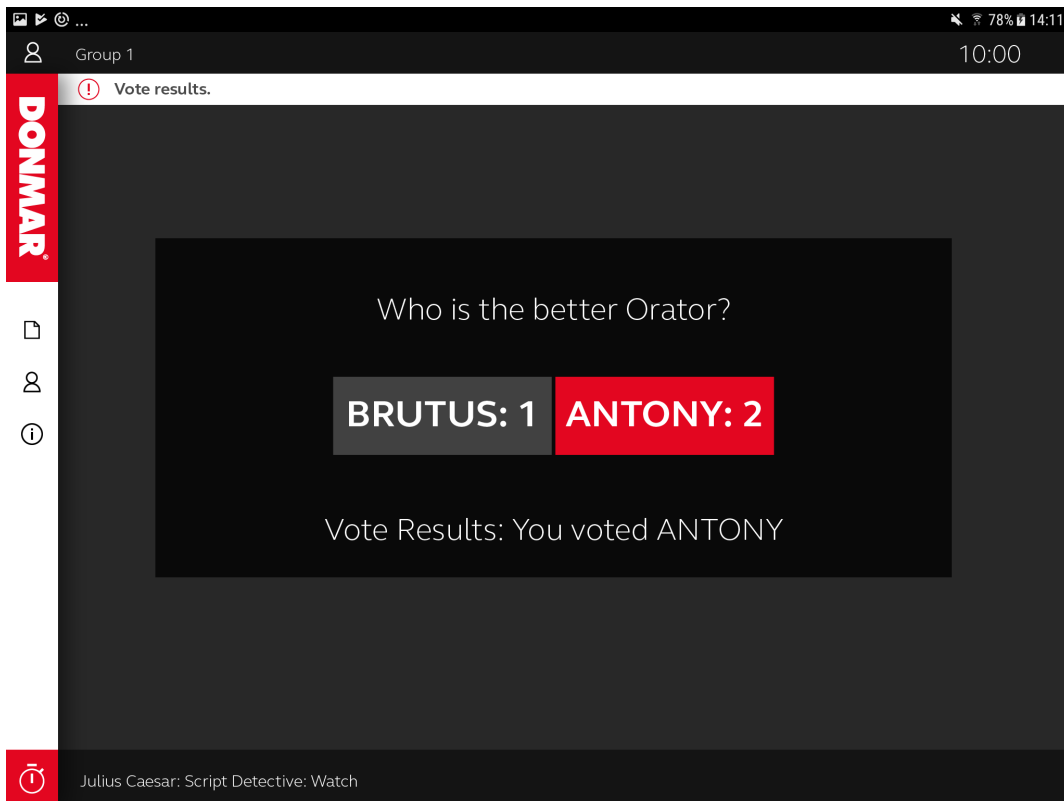 ... 78% 14:11
Group 1 10:00
Vote results.
DONMAR
Who is the better Orator?
BRUTUS: 1 ANTONY: 2
Vote Results: You voted ANTONY
Julius Caesar: Script Detective: Watch